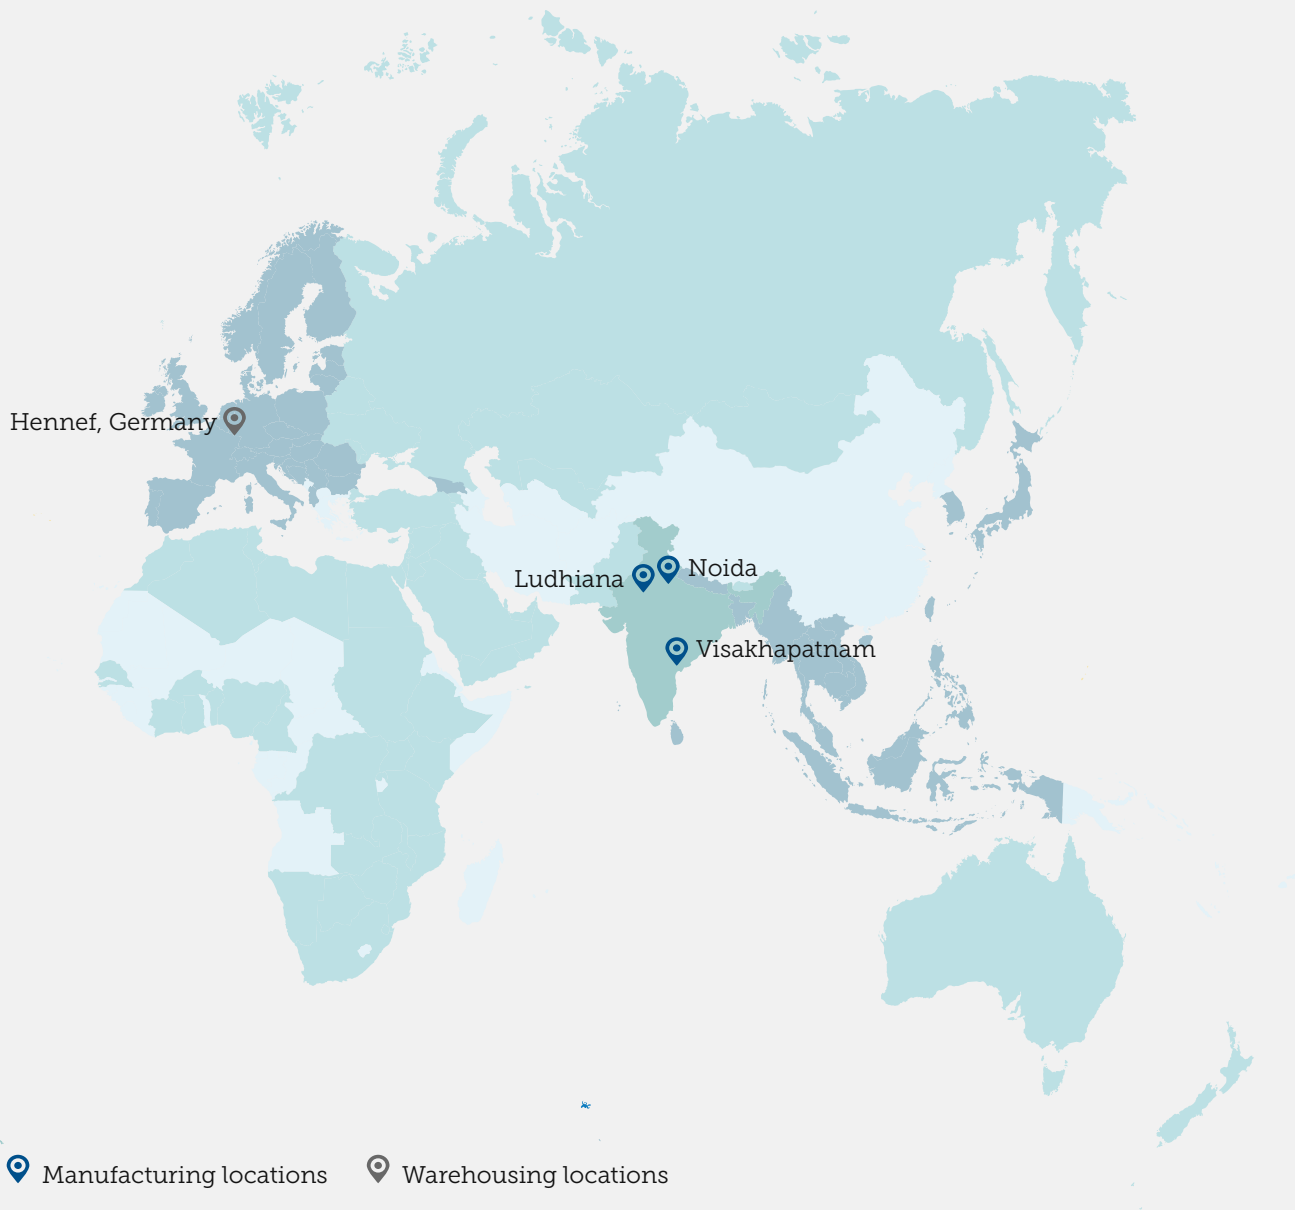 Hennef, Germany
Noida
Ludhiana
Visakhapatnam
Manufacturing locations
Warehousing locations